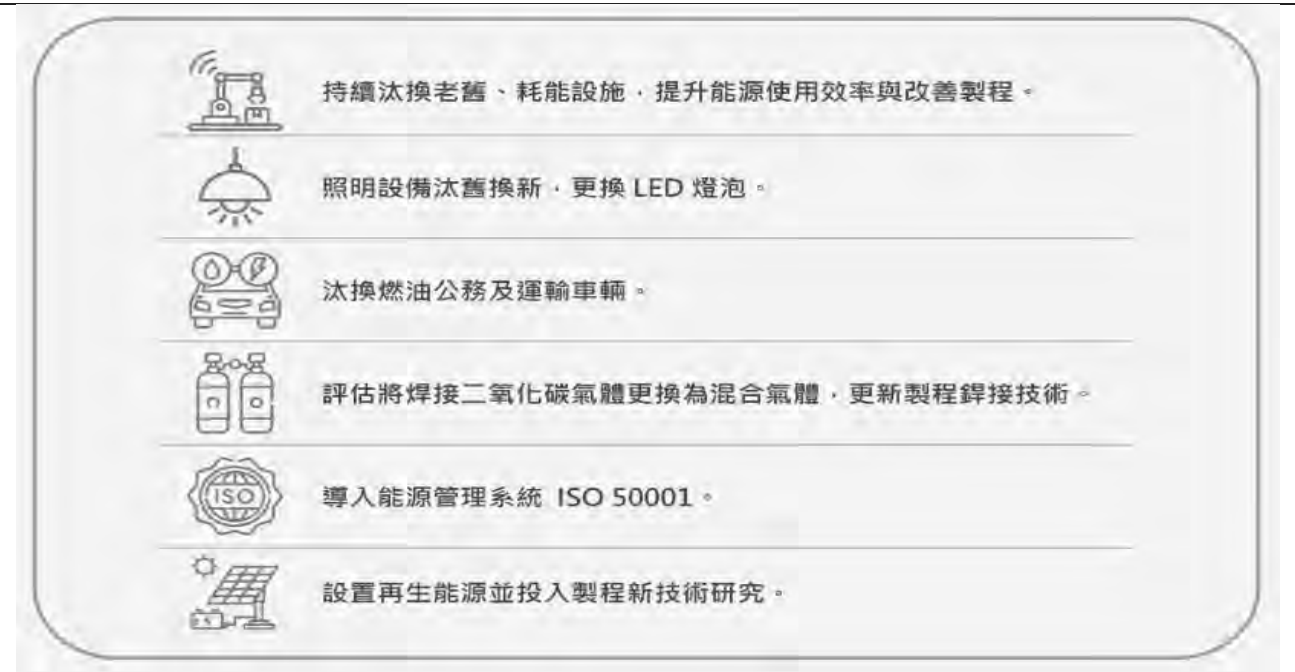 持續汰換老舊、耗能設施，提升能源使用效率與改善製程。
照明設備汰舊換新，更換 LED 燈泡。
汰換燃油公務及運輸車輛。
評估將焊接二氧化碳氣體更換為混合氣體，更新製程銲接技術。
ISO
導入能源管理系統 ISO 50001。
設置再生能源並投入製程新技術研究。